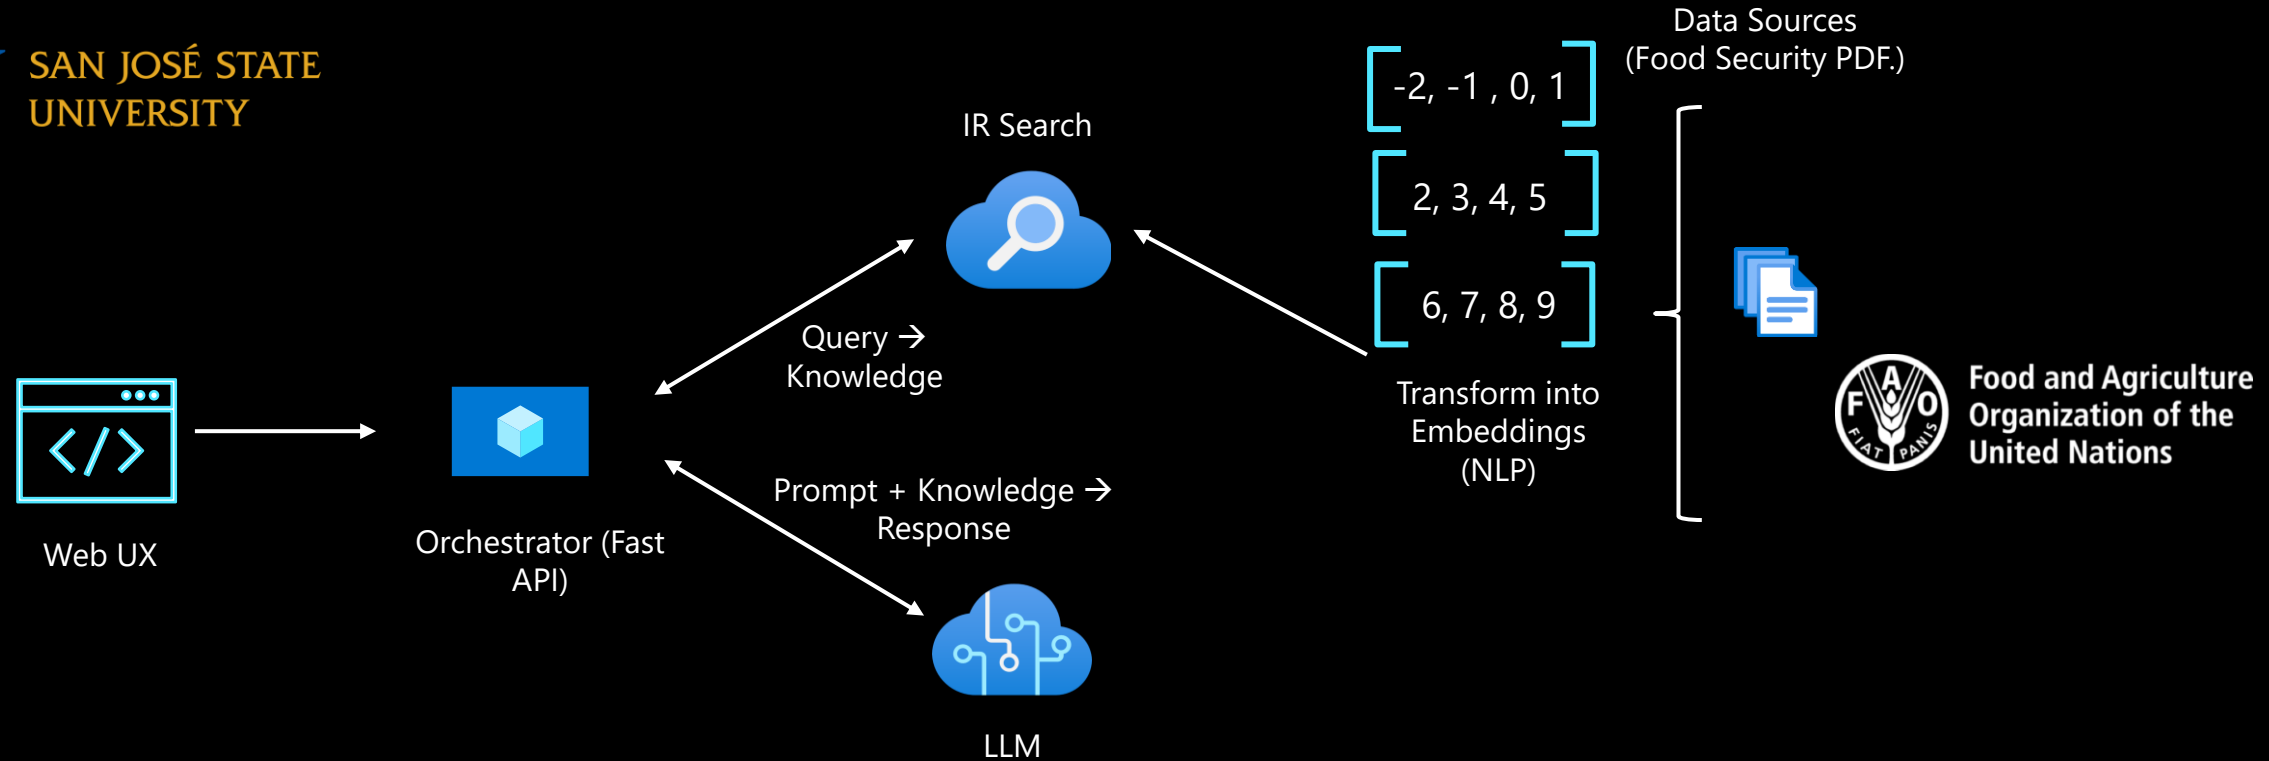 SAN JOSÉ STATE
UNIVERSITY
Data Sources
(Food Security PDF.)
IR Search
-2, -1 , 0, 1
2, 3, 4, 5
6, 7, 8, 9
Query →
Knowledge
Transform into
Embeddings
(NLP)
F A O
FIAT PANIS
Food and Agriculture
Organization of the
United Nations
Prompt + Knowledge →
Response
Web UX
Orchestrator (Fast
API)
LLM